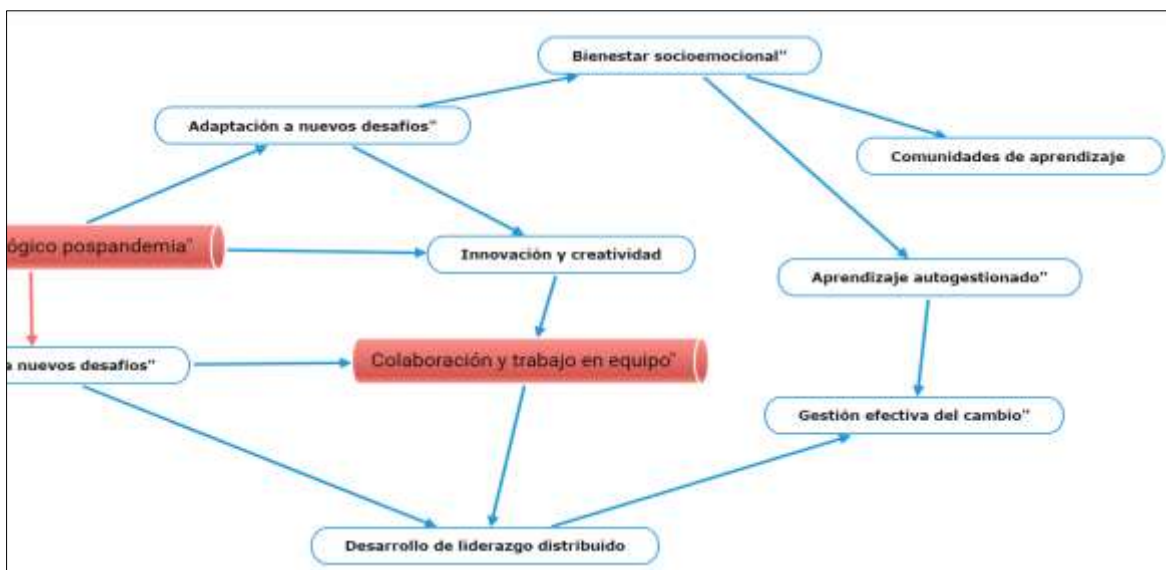 Bienestar socioemocional"
Adaptación a nuevos desafíos"
Comunidades de aprendizaje
pospandemia"
Innovación y creatividad
Aprendizaje autogestionado"
a nuevos desafíos"
Colaboración y trabajo en equipo"
Gestión efectiva del cambio"
Desarrollo de liderazgo distribuido